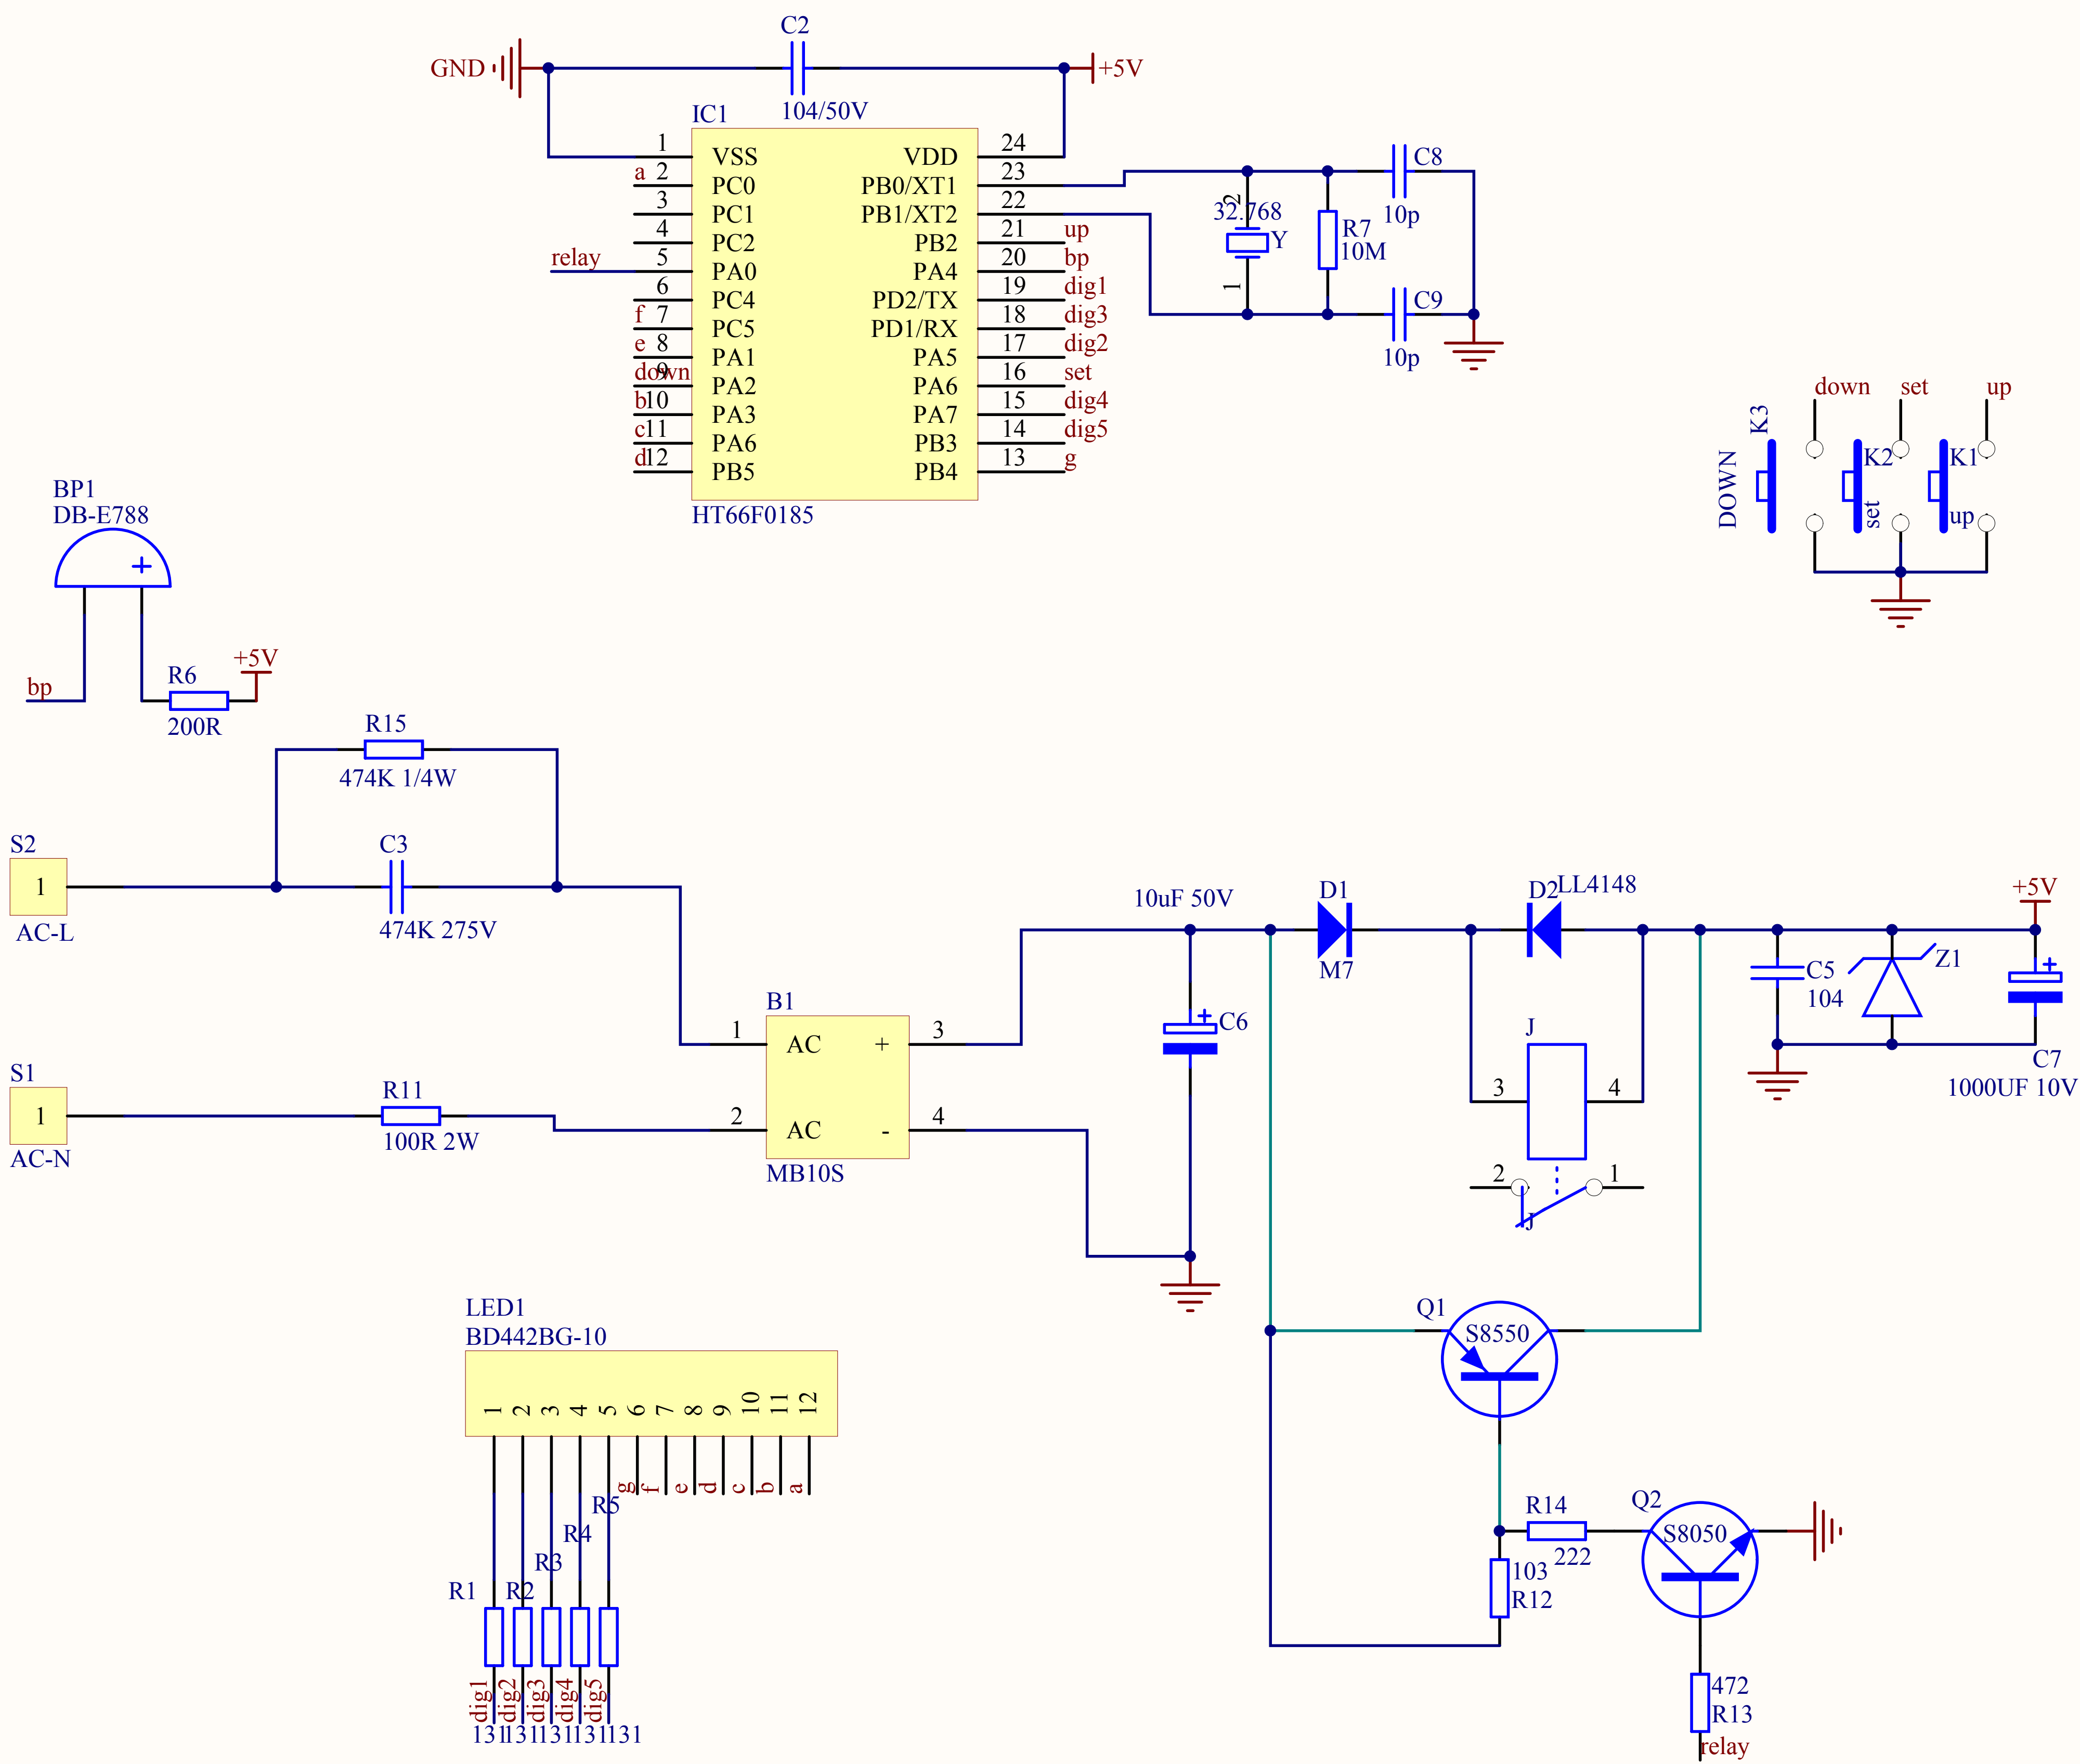 C2
GND
+5V
104/50V
IC1
1 VSS VDD 24
a 2 PC0 PB0/XT1 23
3 PC1 PB1/XT2 22
4 PC2 PB2 21 up
relay 5 PA0 PA4 20 bp
6 PC4 PD2/TX 19 dig1
f 7 PC5 PD1/RX 18 dig3
e 8 PA1 PA5 17 dig2
down 9 PA2 PA6 16 set
b 10 PA3 PA7 15 dig4
c 11 PA6 PB3 14 dig5
d 12 PB5 PB4 13 g
HT66F0185
C8
10p
2
32.768
Y
1
R7
10M
C9
10p
down set up
K3
DOWN
K2
set
K1
up
BP1
DB-E788
+
bp
R6
200R
+5V
R15
474K 1/4W
S2
1
AC-L
C3
474K 275V
S1
1
AC-N
R11
100R 2W
B1
1 AC + 3
2 AC - 4
MB10S
10uF 50V
+
C6
D1
M7
D2
LL4148
J
3 4
2 1
J
+5V
C5
104
Z1
+
C7
1000UF 10V
LED1
BD442BG-10
1 2 3 4 5 6 7 8 9 10 11 12
g f e d c b a
R5
R4
R3
R1 R2
dig1 dig2 dig3 dig4 dig5
131 131 131 131 131
Q1
S8550
R14
222
Q2
S8050
103
R12
472
R13
relay